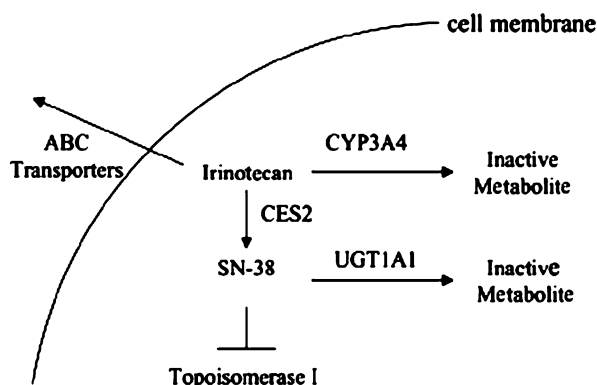 cell membrane
ABC
Transporters
CYP3A4
Irinotecan
Inactive
Metabolite
CES2
SN-38
UGT1A1
Inactive
Metabolite
Topoisomerase I